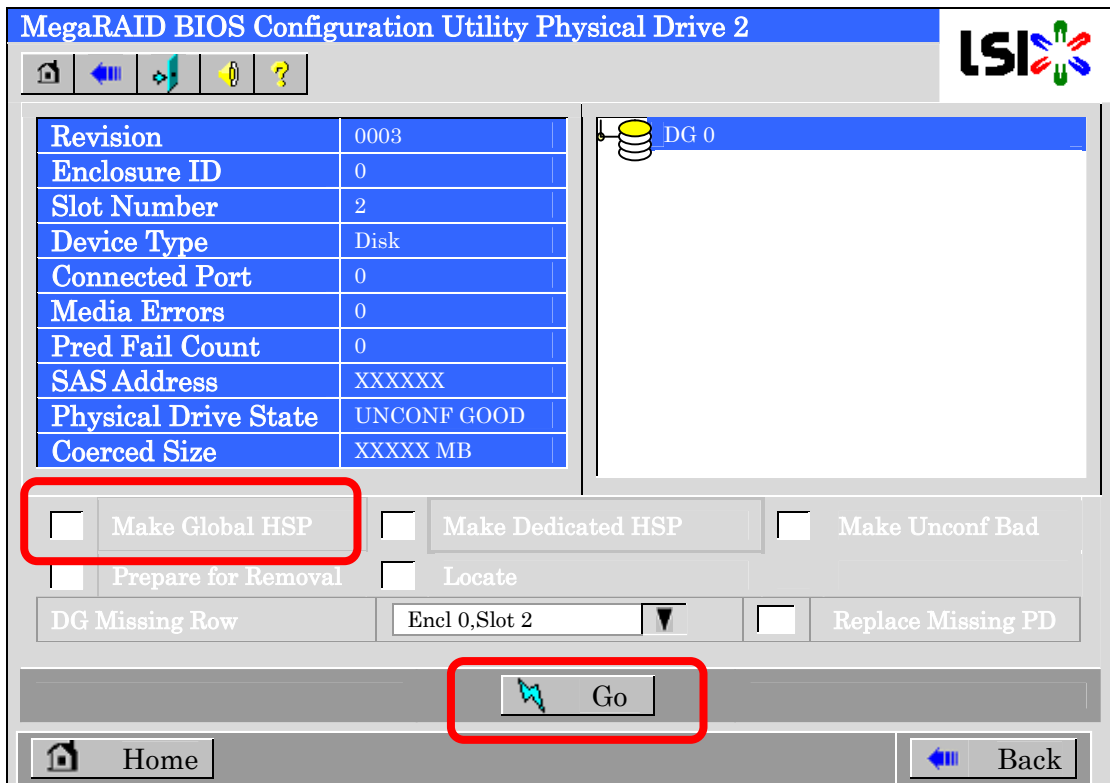 MegaRAID BIOS Configuration Utility Physical Drive 2
LSI
Revision 0003
Enclosure ID 0
Slot Number 2
Device Type Disk
Connected Port 0
Media Errors 0
Pred Fail Count 0
SAS Address XXXXXX
Physical Drive State UNCONF GOOD
Coerced Size XXXXX MB
DG 0
Make Global HSP Make Dedicated HSP Make Unconf Bad
Prepare for Removal Locate
DG Missing Row Encl 0,Slot 2 Replace Missing PD
Go
Home Back